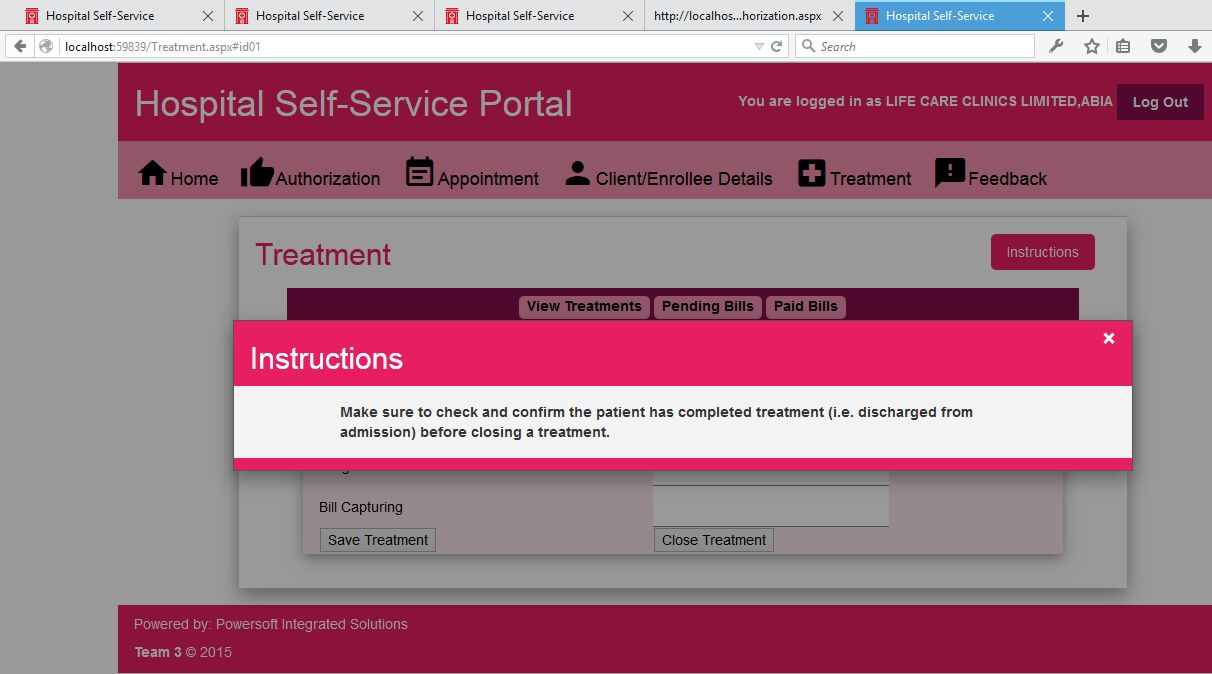 Hospital Self-Service
Hospital Self-Service
Hospital Self-Service
http://localhos...horization.aspx
Hospital Self-Service
localhost:59839/Treatment.aspx#id01
Search
Hospital Self-Service Portal
You are logged in as LIFE CARE CLINICS LIMITED,ABIA
Log Out
Home
Authorization
Appointment
Client/Enrollee Details
Treatment
Feedback
Treatment
Instructions
View Treatments
Pending Bills
Paid Bills
Instructions
×
Make sure to check and confirm the patient has completed treatment (i.e. discharged from
admission) before closing a treatment.
Bill Capturing
Save Treatment
Close Treatment
Powered by: Powersoft Integrated Solutions
Team 3 © 2015